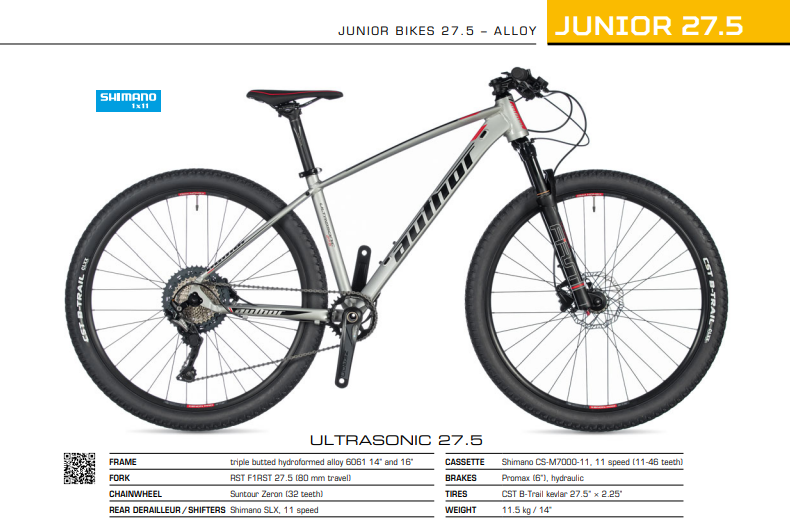 JUNIOR BIKES 27.5 – ALLOY
JUNIOR 27.5
SHIMANO
1x11
author
author
CST B-TRAIL
CST B-TRAIL
ULTRASONIC 27.5
FRAME triple butted hydroformed alloy 6061 14" and 16"
FORK RST F1RST 27.5 (80 mm travel)
CHAINWHEEL Suntour Zeron (32 teeth)
REAR DERAILLEUR / SHIFTERS Shimano SLX, 11 speed
CASSETTE Shimano CS-M7000-11, 11 speed (11-46 teeth)
BRAKES Promax (6"), hydraulic
TIRES CST B-Trail kevlar 27.5" × 2.25"
WEIGHT 11.5 kg / 14"